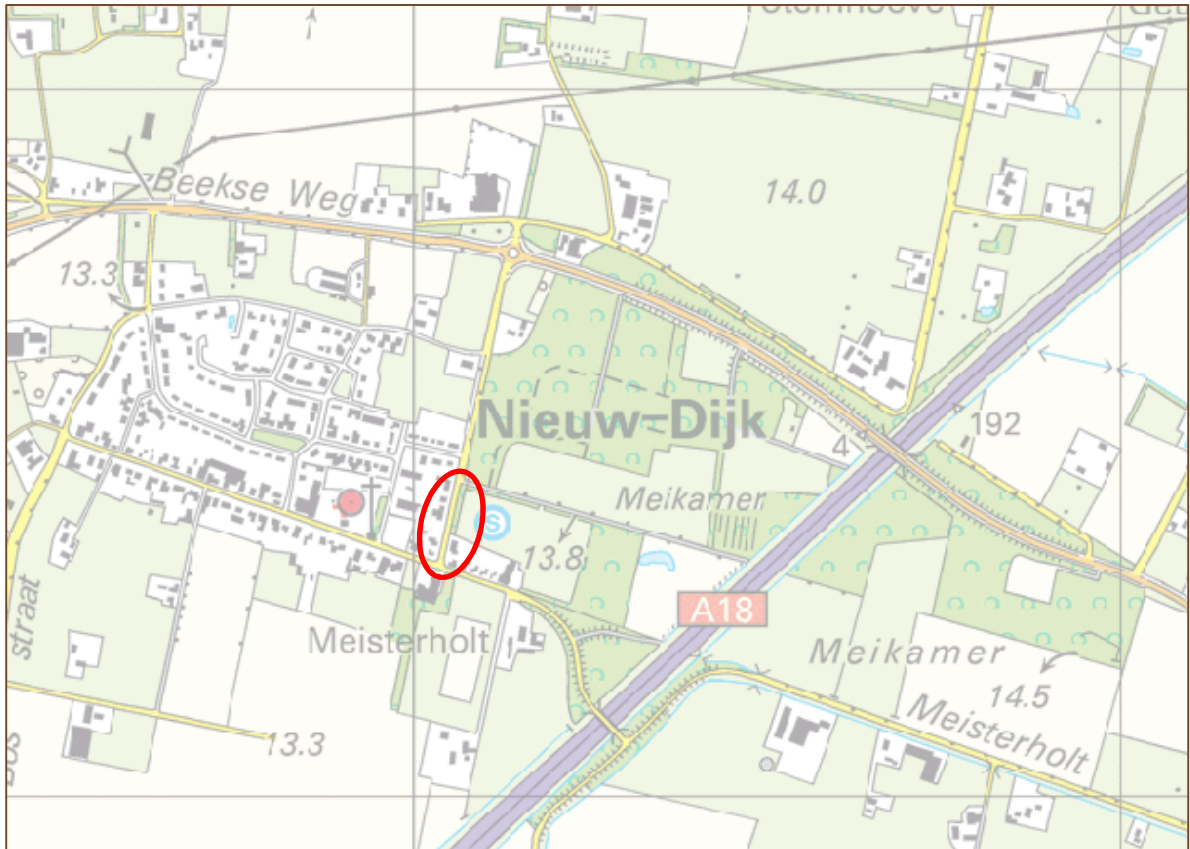 Beekse Weg
14.0
13.3
Nieuw-Dijk
4
192
Meikamer
S
13.8
A18
Meisterholt
straat
Meikamer
14.5
Meisterholt
13.3